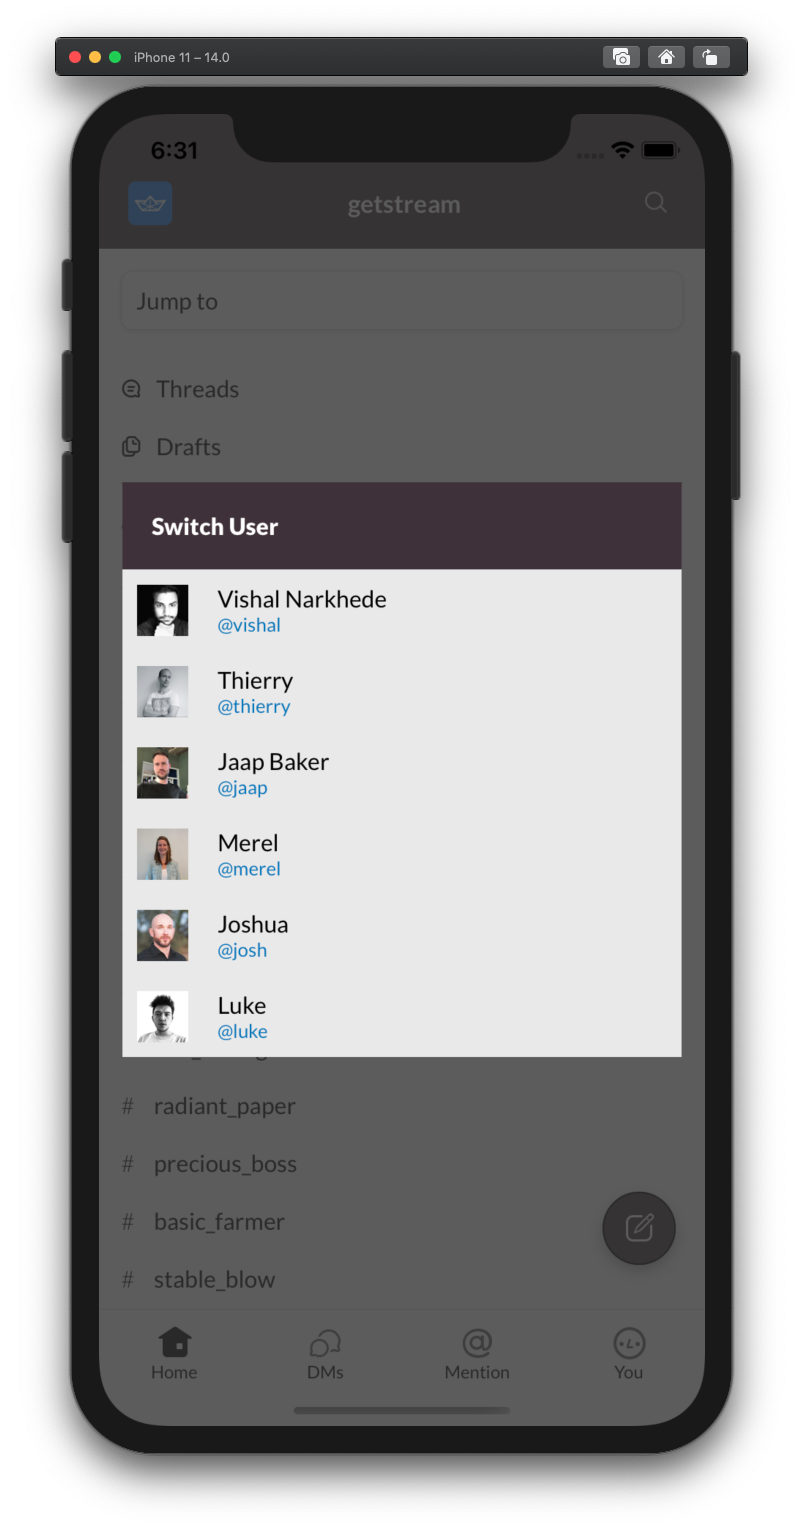 iPhone 11 – 14.0
6:31
getstream
Jump to
Threads
Drafts
Switch User
Vishal Narkhede
@vishal
Thierry
@thierry
Jaap Baker
@jaap
Merel
@merel
Joshua
@josh
Luke
@luke
# radiant_paper
# precious_boss
# basic_farmer
# stable_blow
Home
DMs
Mention
You